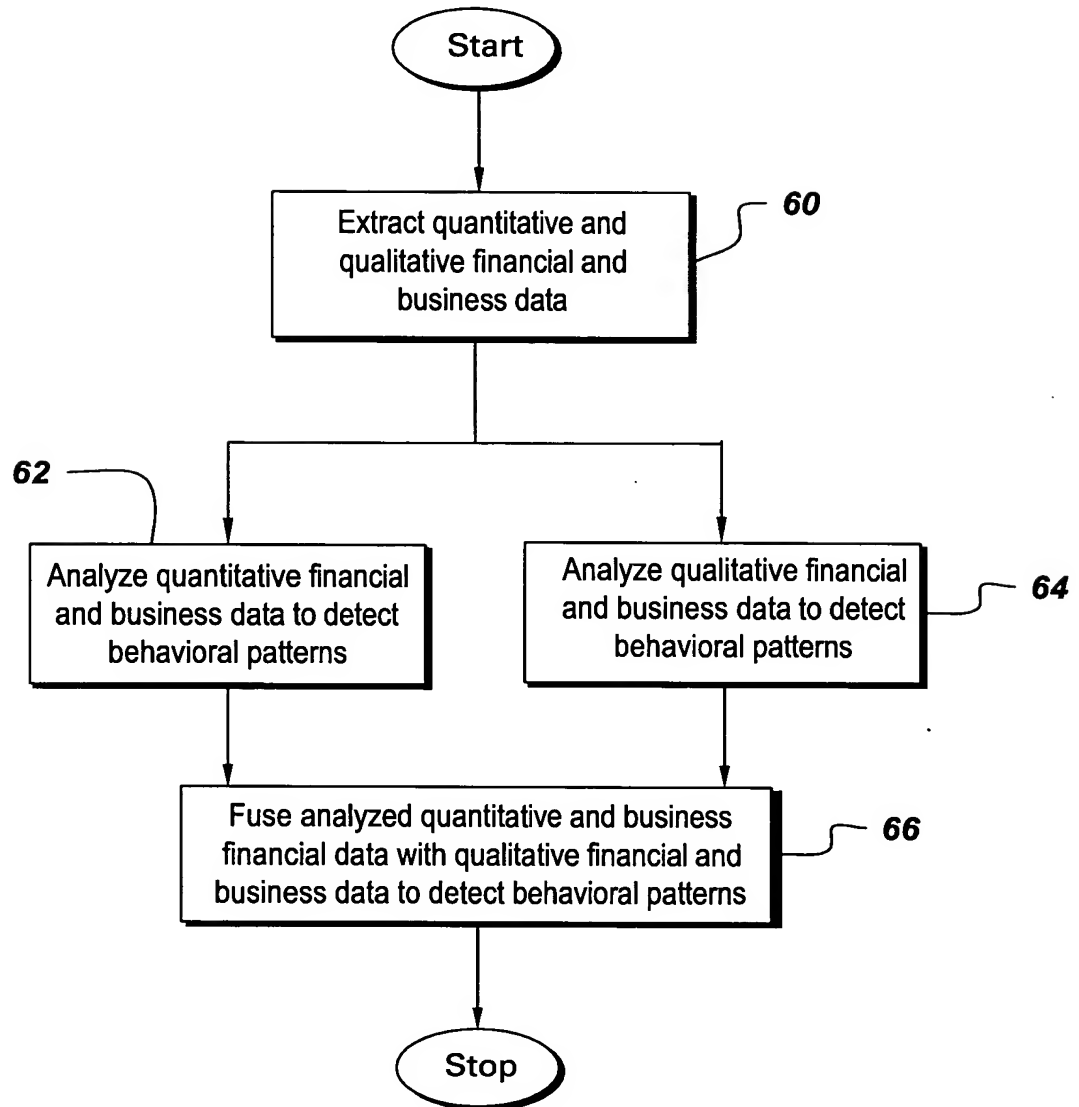 Start
Extract quantitative and
qualitative financial and
business data
60
62
Analyze quantitative financial
and business data to detect
behavioral patterns
Analyze qualitative financial
and business data to detect
behavioral patterns
64
Fuse analyzed quantitative and business
financial data with qualitative financial and
business data to detect behavioral patterns
66
Stop